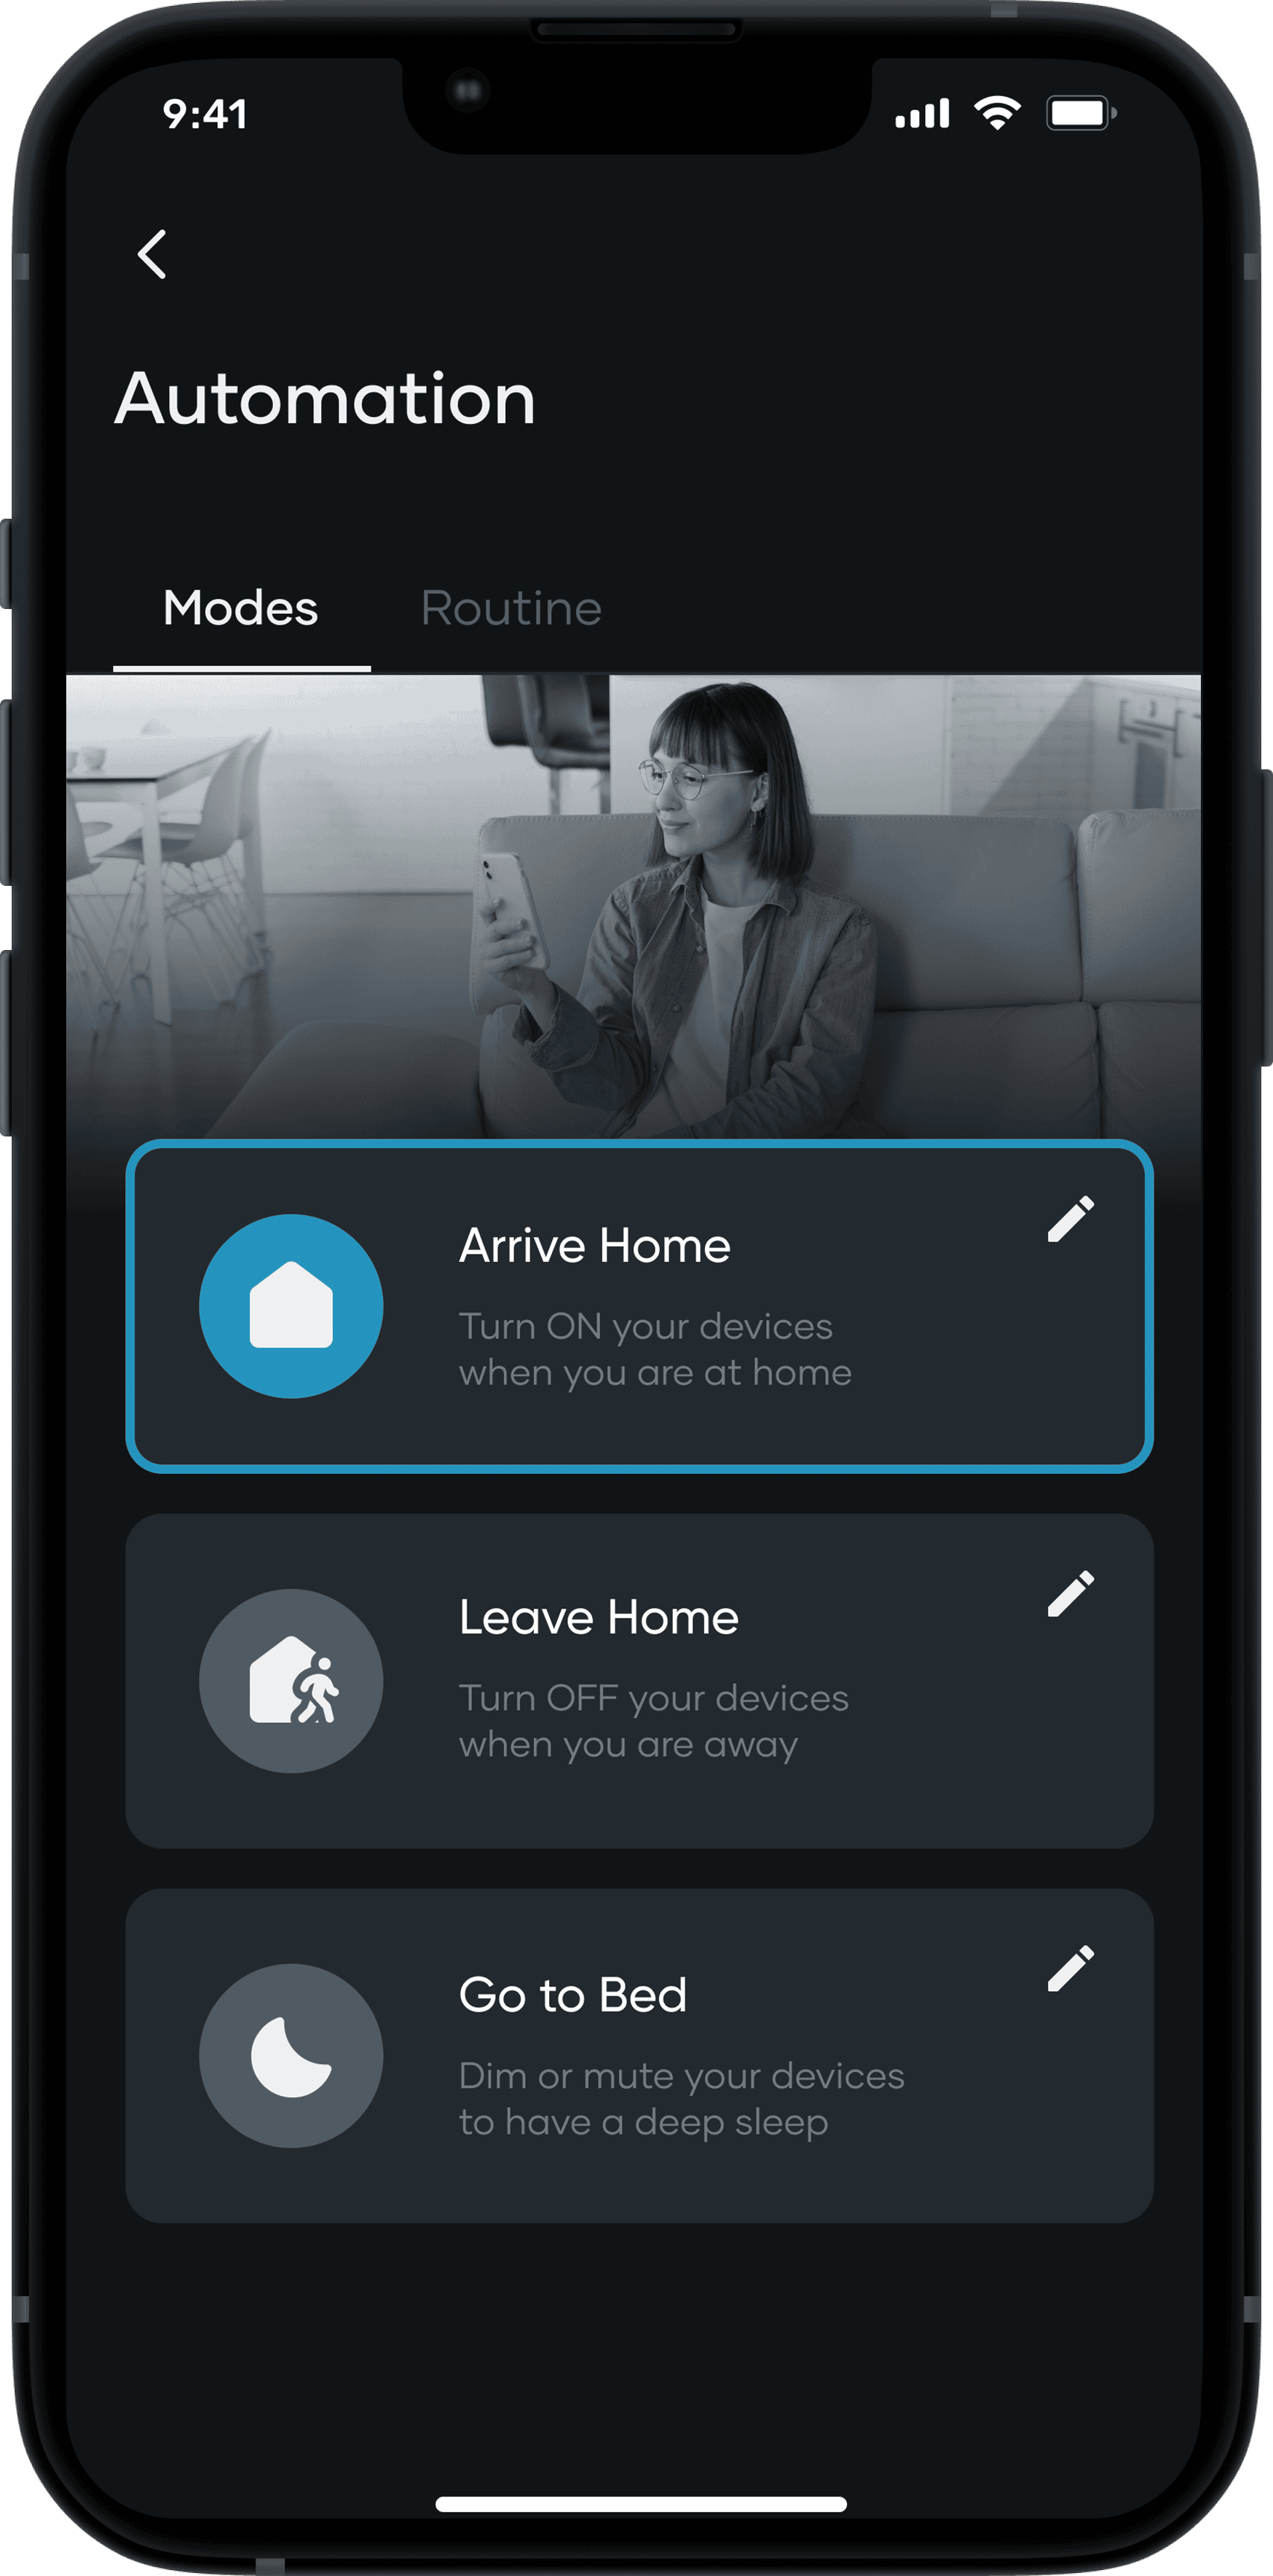 9:41
Automation
Modes
Routine
Arrive Home
Turn ON your devices
when you are at home
Leave Home
Turn OFF your devices
when you are away
Go to Bed
Dim or mute your devices
to have a deep sleep